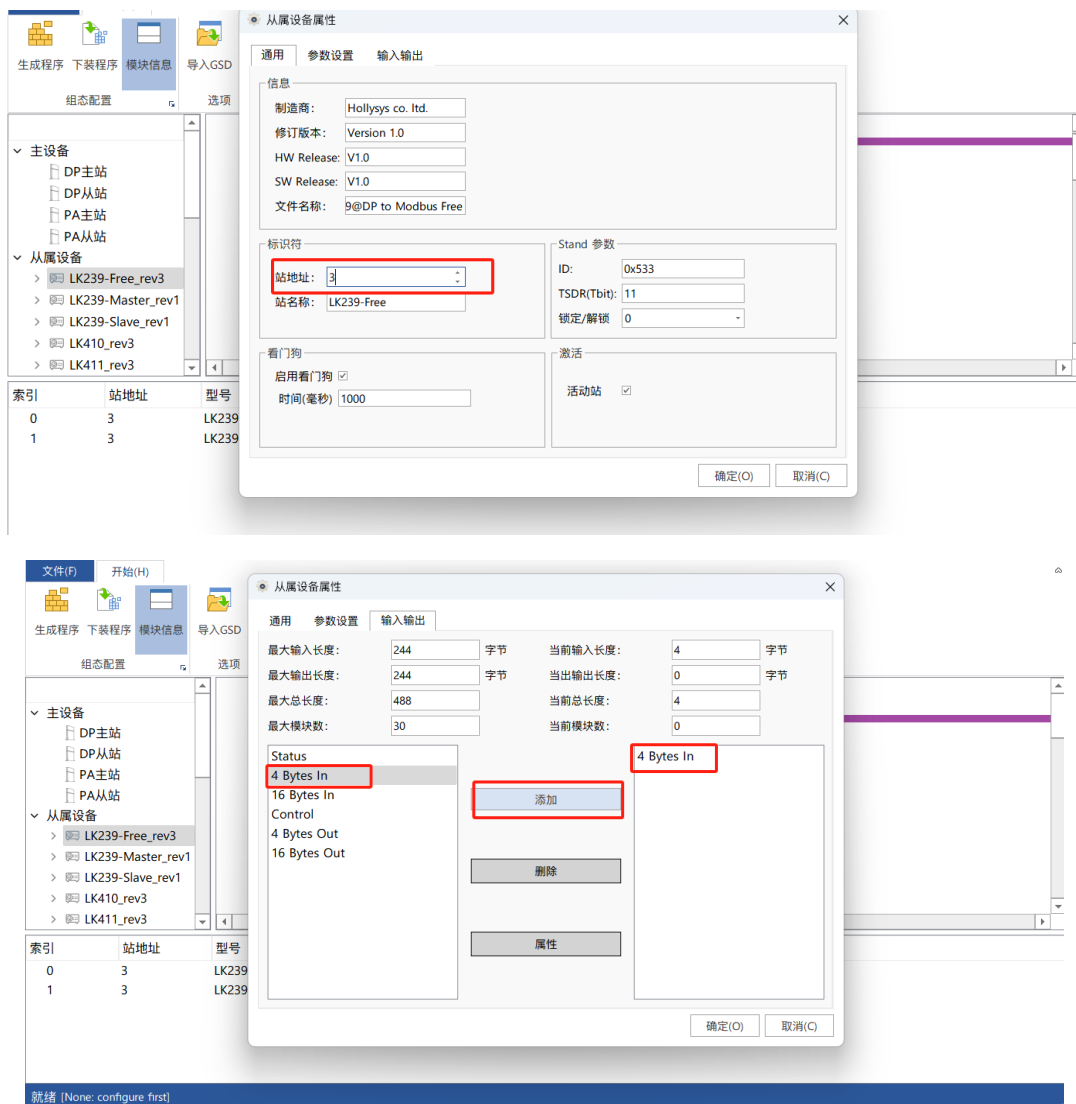 从属设备属性
生成程序 下装程序 模块信息 导入GSD
组态配置 选项
通用 参数设置 输入输出
信息
制造商: Hollysys co. ltd.
修订版本: Version 1.0
HW Release: V1.0
SW Release: V1.0
文件名称: 9@DP to Modbus Free
主设备
DP主站
DP从站
PA主站
PA从站
从属设备
LK239-Free_rev3
LK239-Master_rev1
LK239-Slave_rev1
LK410_rev3
LK411_rev3
标识符
站地址: 3
站名称: LK239-Free
Stand 参数
ID: 0x533
TSDR(Tbit): 11
锁定/解锁 0
看门狗
启用看门狗
时间(毫秒) 1000
激活
活动站
确定(O) 取消(C)
索引 站地址 型号
0 3 LK239
1 3 LK239
文件(F) 开始(H)
从属设备属性
生成程序 下装程序 模块信息 导入GSD
组态配置 选项
通用 参数设置 输入输出
最大输入长度: 244 字节 当前输入长度: 4 字节
最大输出长度: 244 字节 当出输出长度: 0 字节
最大总长度: 488 当前总长度: 4
最大模块数: 30 当前模块数: 0
主设备
DP主站
DP从站
PA主站
PA从站
从属设备
LK239-Free_rev3
LK239-Master_rev1
LK239-Slave_rev1
LK410_rev3
LK411_rev3
Status
4 Bytes In
16 Bytes In
Control
4 Bytes Out
16 Bytes Out
添加
删除
属性
4 Bytes In
确定(O) 取消(C)
索引 站地址 型号
0 3 LK239
1 3 LK239
就绪 [None: configure first]